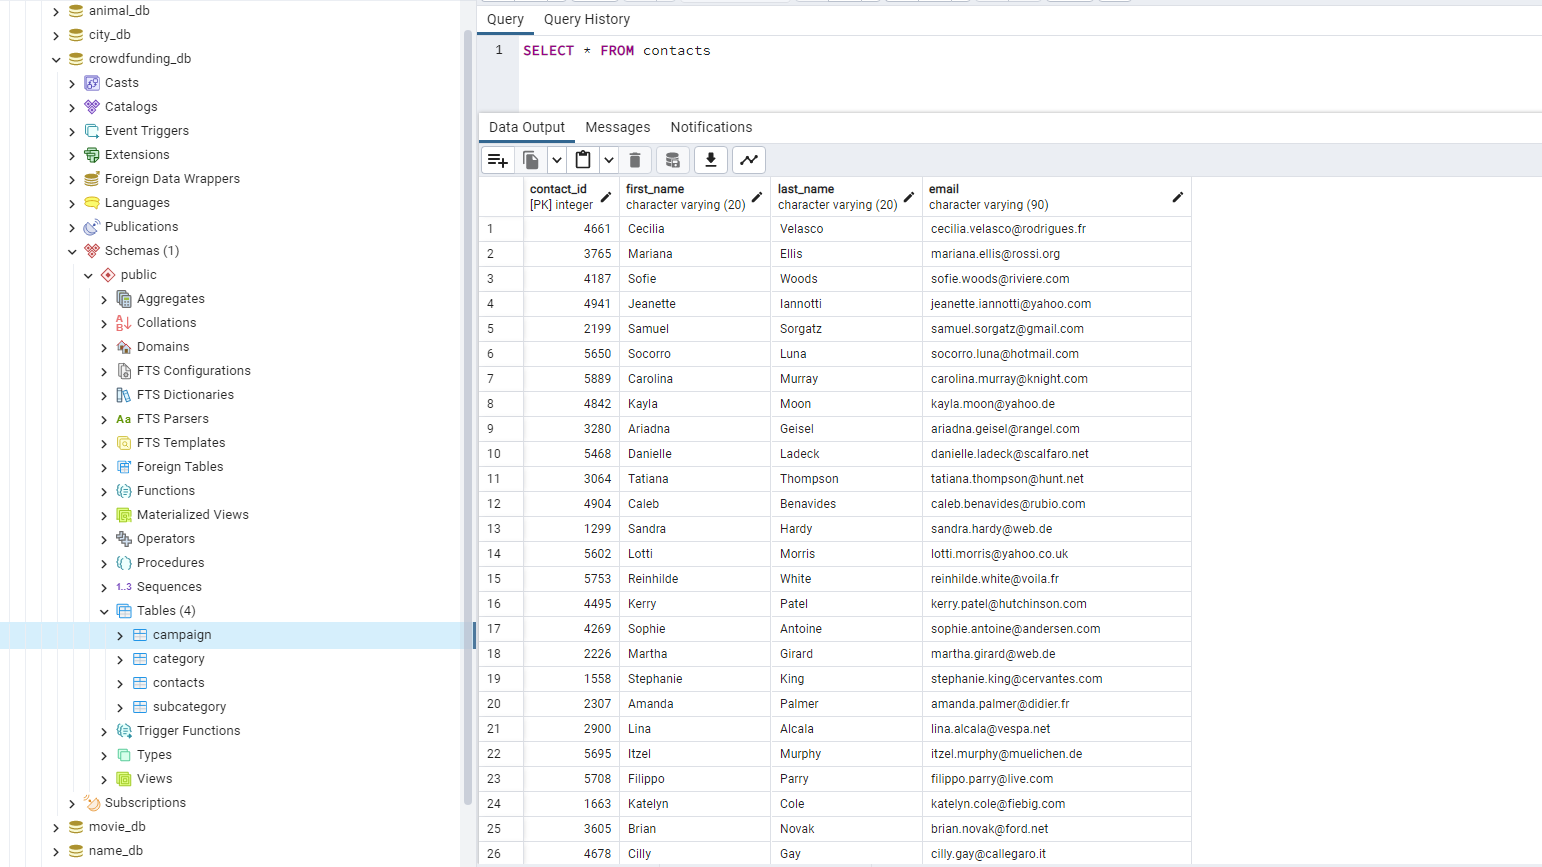 animal_db
city_db
crowdfunding_db
Casts
Catalogs
Event Triggers
Extensions
Foreign Data Wrappers
Languages
Publications
Schemas (1)
public
Aggregates
Collations
Domains
FTS Configurations
FTS Dictionaries
Aa FTS Parsers
FTS Templates
Foreign Tables
Functions
Materialized Views
Operators
Procedures
1..3 Sequences
Tables (4)
campaign
category
contacts
subcategory
Trigger Functions
Types
Views
Subscriptions
movie_db
name_db
Query Query History
1 SELECT * FROM contacts
Data Output Messages Notifications
contact_id first_name last_name email
[PK] integer character varying (20) character varying (20) character varying (90)
1 4661 Cecilia Velasco cecilia.velasco@rodrigues.fr
2 3765 Mariana Ellis mariana.ellis@rossi.org
3 4187 Sofie Woods sofie.woods@riviere.com
4 4941 Jeanette Iannotti jeanette.iannotti@yahoo.com
5 2199 Samuel Sorgatz samuel.sorgatz@gmail.com
6 5650 Socorro Luna socorro.luna@hotmail.com
7 5889 Carolina Murray carolina.murray@knight.com
8 4842 Kayla Moon kayla.moon@yahoo.de
9 3280 Ariadna Geisel ariadna.geisel@rangel.com
10 5468 Danielle Ladeck danielle.ladeck@scalfaro.net
11 3064 Tatiana Thompson tatiana.thompson@hunt.net
12 4904 Caleb Benavides caleb.benavides@rubio.com
13 1299 Sandra Hardy sandra.hardy@web.de
14 5602 Lotti Morris lotti.morris@yahoo.co.uk
15 5753 Reinhilde White reinhilde.white@voila.fr
16 4495 Kerry Patel kerry.patel@hutchinson.com
17 4269 Sophie Antoine sophie.antoine@andersen.com
18 2226 Martha Girard martha.girard@web.de
19 1558 Stephanie King stephanie.king@cervantes.com
20 2307 Amanda Palmer amanda.palmer@didier.fr
21 2900 Lina Alcala lina.alcala@vespa.net
22 5695 Itzel Murphy itzel.murphy@muelichen.de
23 5708 Filippo Parry filippo.parry@live.com
24 1663 Katelyn Cole katelyn.cole@fiebig.com
25 3605 Brian Novak brian.novak@ford.net
26 4678 Cilly Gay cilly.gay@callegaro.it